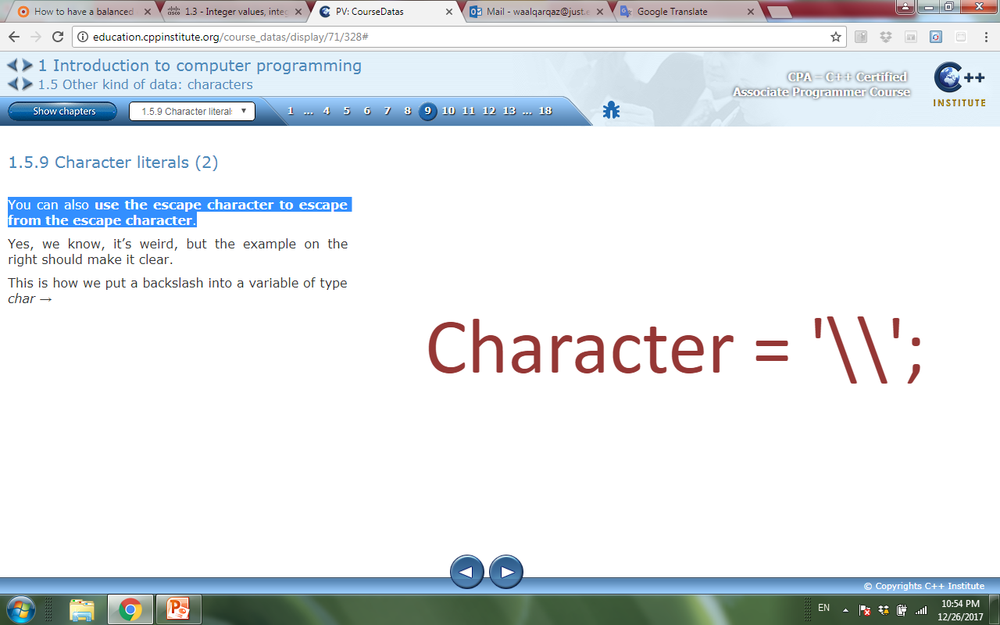 How to have a balanced
1.3 - Integer values, integ
PV: CourseDatas
Mail - waalqarqaz@just.e
Google Translate
education.cppinstitute.org/course_datas/display/71/328#
1 Introduction to computer programming
1.5 Other kind of data: characters
CPA – C++ Certified
Associate Programmer Course
C++
INSTITUTE
Show chapters
1.5.9 Character literals
1 ... 4 5 6 7 8 9 10 11 12 13 ... 18
1.5.9 Character literals (2)
You can also use the escape character to escape
from the escape character.
Yes, we know, it’s weird, but the example on the
right should make it clear.
This is how we put a backslash into a variable of type
char →
Character = '\\';
© Copyrights C++ Institute
EN
10:54 PM
12/26/2017